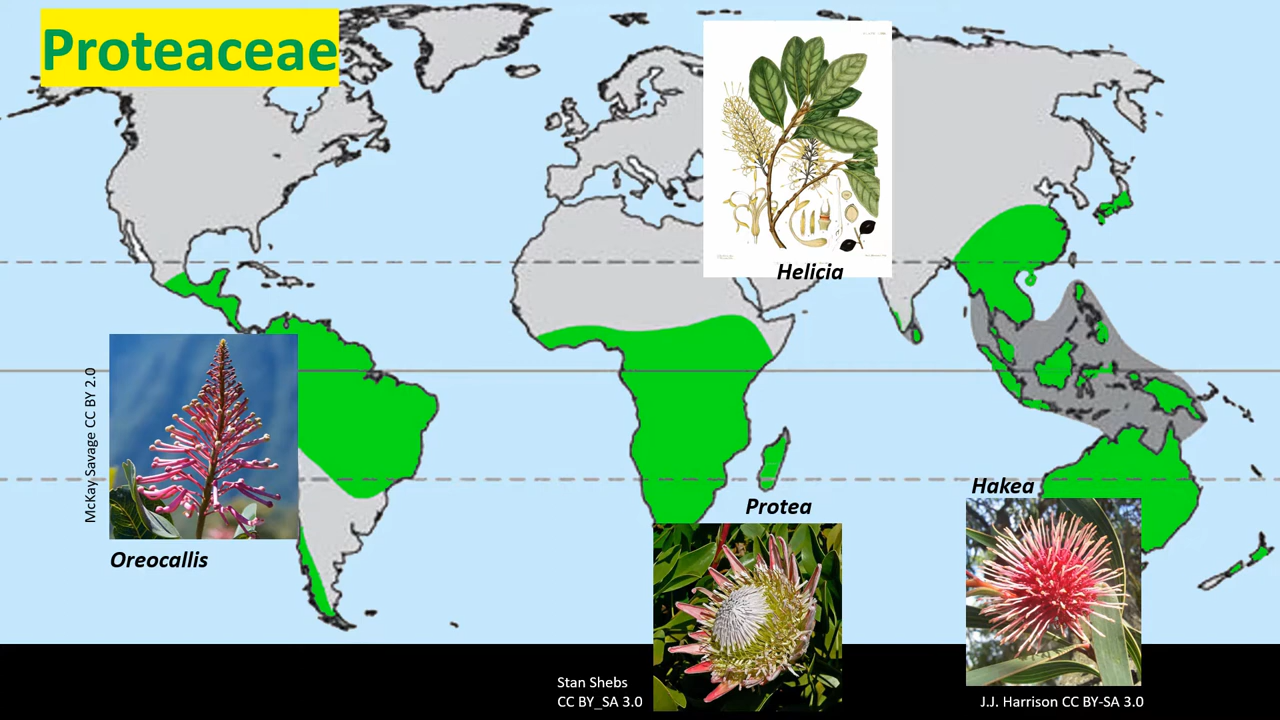 Proteaceae
Helicia
McKay Savage CC BY 2.0
Oreocallis
Protea
Hakea
Stan Shebs
CC BY_SA 3.0
J.J. Harrison CC BY-SA 3.0